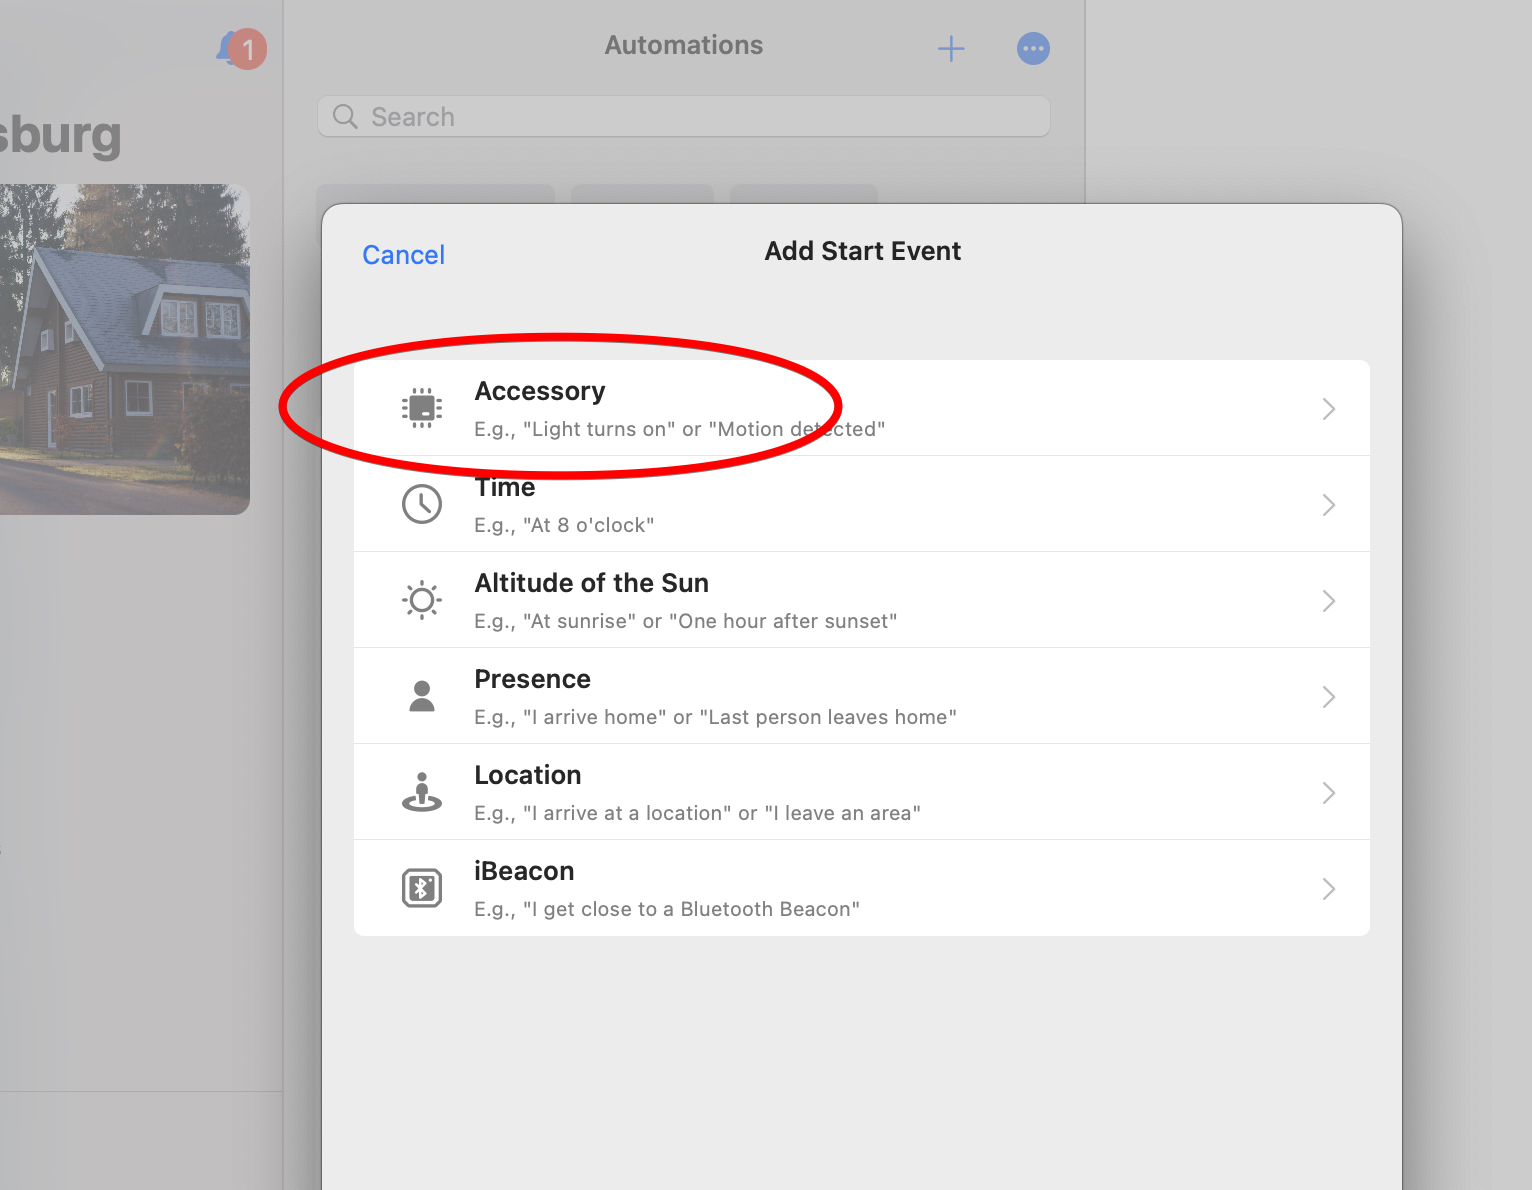 1
Automations
Search
sburg
Cancel
Add Start Event
Accessory
E.g., "Light turns on" or "Motion detected"
Time
E.g., "At 8 o'clock"
Altitude of the Sun
E.g., "At sunrise" or "One hour after sunset"
Presence
E.g., "I arrive home" or "Last person leaves home"
Location
E.g., "I arrive at a location" or "I leave an area"
iBeacon
E.g., "I get close to a Bluetooth Beacon"